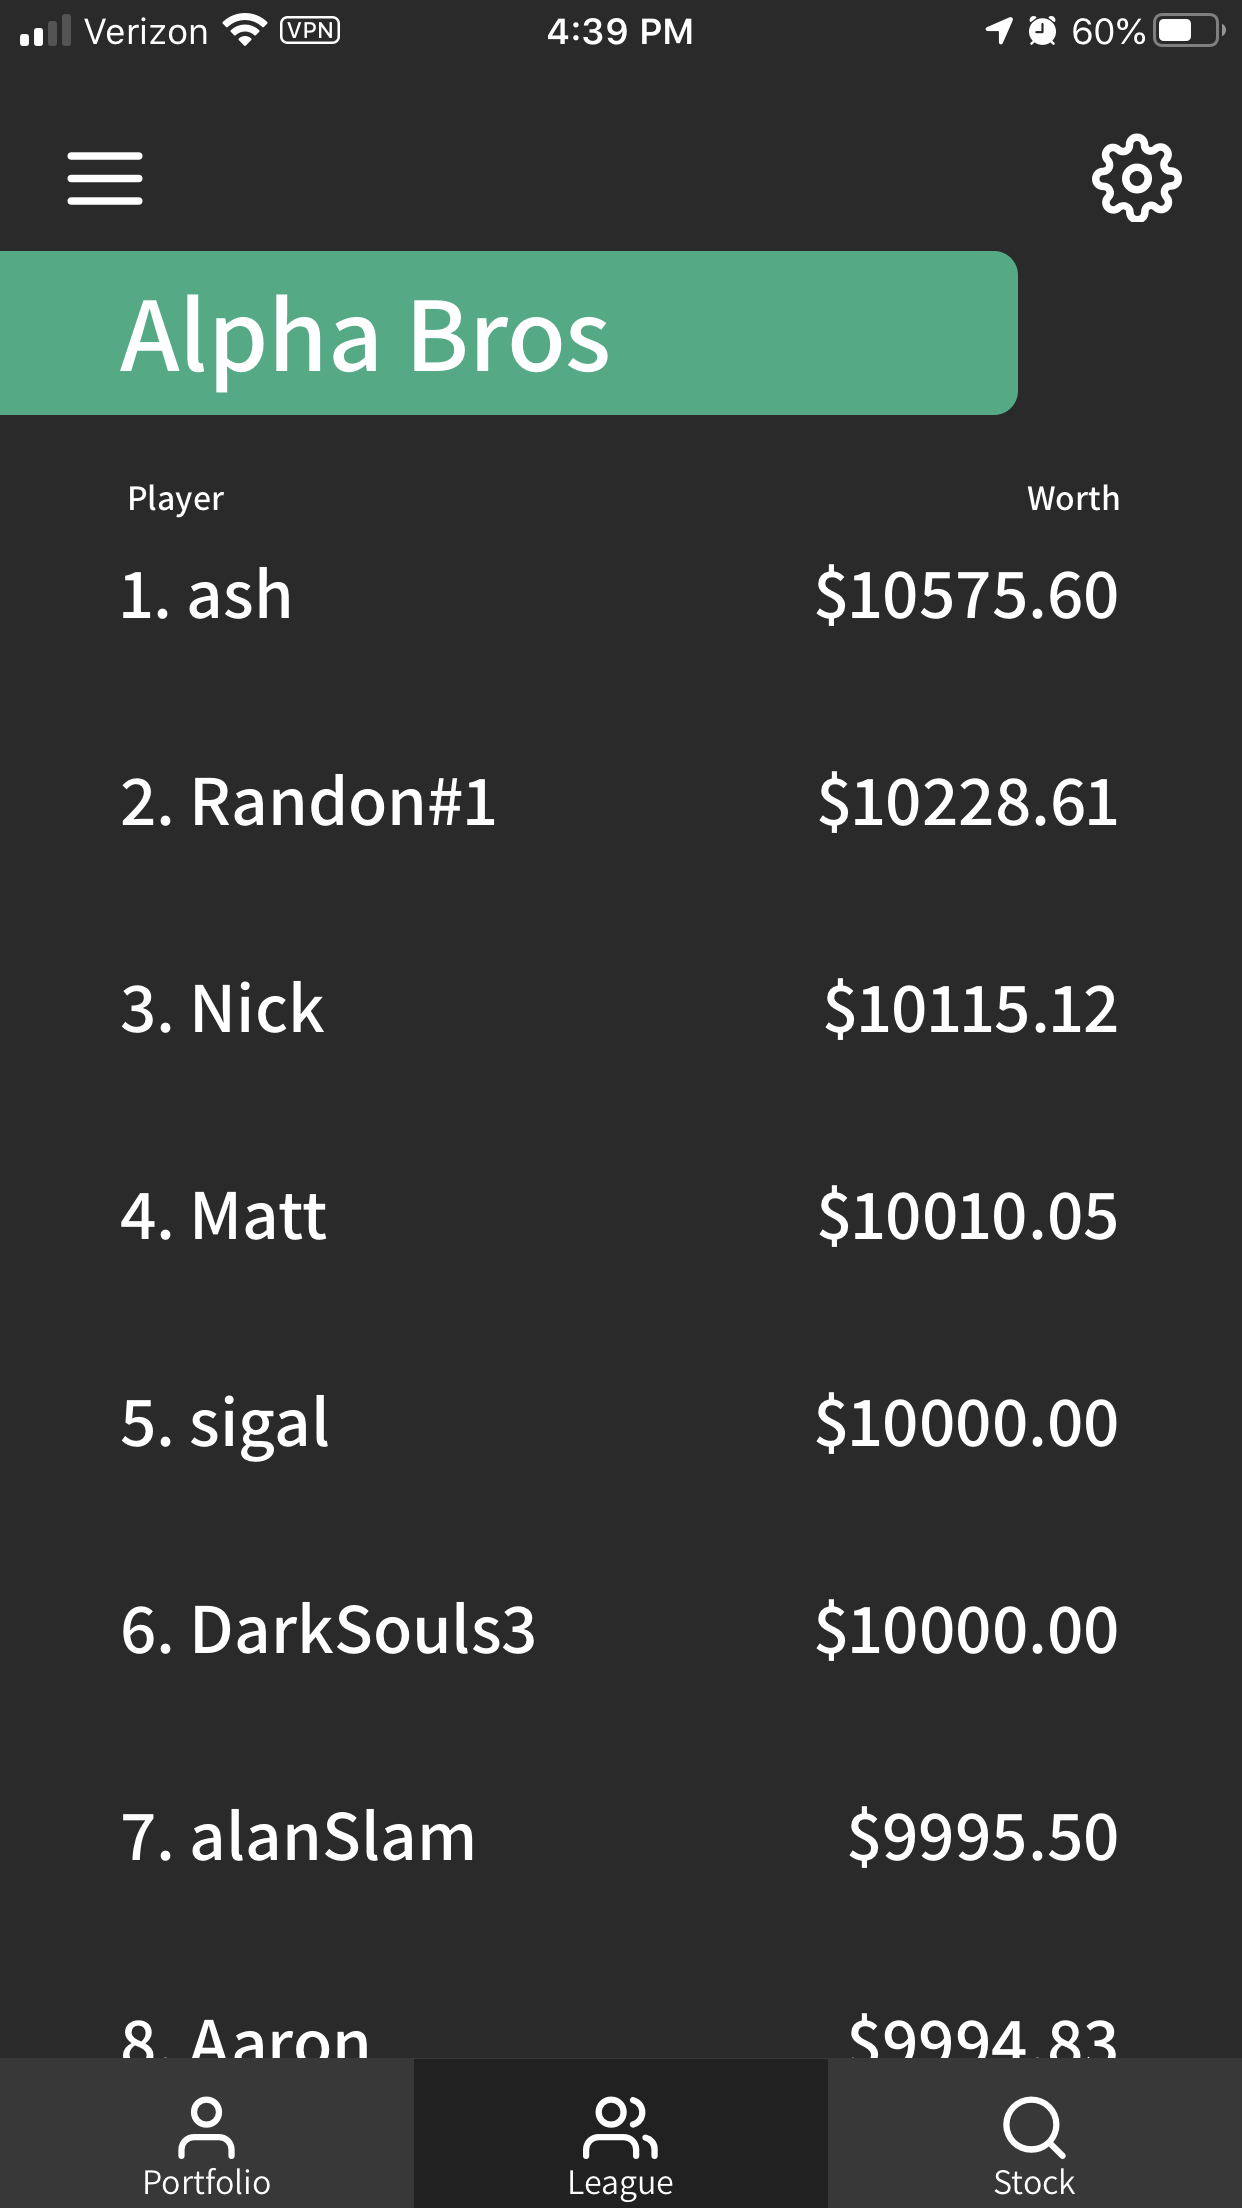 Verizon VPN 4:39 PM 60%
Alpha Bros
Player Worth
1. ash $10575.60
2. Randon#1 $10228.61
3. Nick $10115.12
4. Matt $10010.05
5. sigal $10000.00
6. DarkSouls3 $10000.00
7. alanSlam $9995.50
8. Aaron $9994.83
Portfolio League Stock